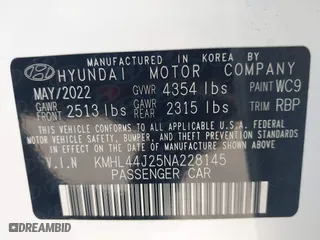 MANUFACTURED IN KOREA BY
HYUNDAI MOTOR COMPANY
MAY/2022 GVWR 4354 lbs PAINT WC9
GAWR FRONT 2513 lbs GAWR REAR 2315 lbs TRIM RBP
THIS VEHICLE CONFORMS TO ALL APPLICABLE
FEDERAL MOTOR VEHICLE SAFETY, BUMPER, AND THEFT
PREVENTION STANDARDS IN EFFECT ON THE DATE OF
MANUFACTURE SHOWN ABOVE.
V.I.N KMHL44J25NA228145
PASSENGER CAR
DEALERDRIVE